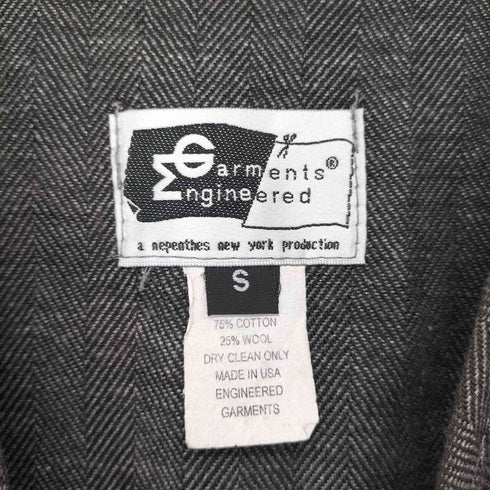 Garments®
Engineered
a nepenthes new york production
S
75% COTTON
25% WOOL
DRY CLEAN ONLY
MADE IN USA
ENGINEERED
GARMENTS